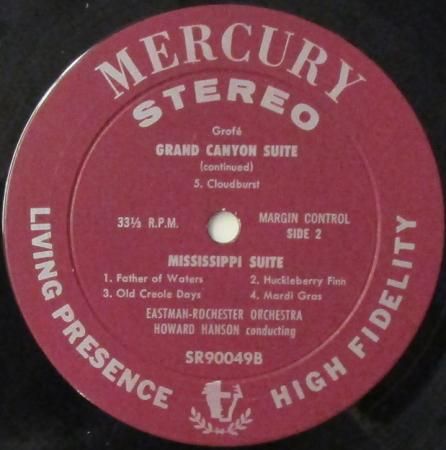 MERCURY
STEREO
Grofé
GRAND CANYON SUITE
(continued)
5. Cloudburst
33⅓ R.P.M.
MARGIN CONTROL
SIDE 2
MISSISSIPPI SUITE
1. Father of Waters
2. Huckleberry Finn
3. Old Creole Days
4. Mardi Gras
EASTMAN-ROCHESTER ORCHESTRA
HOWARD HANSON conducting
SR90049B
LIVING PRESENCE
HIGH FIDELITY